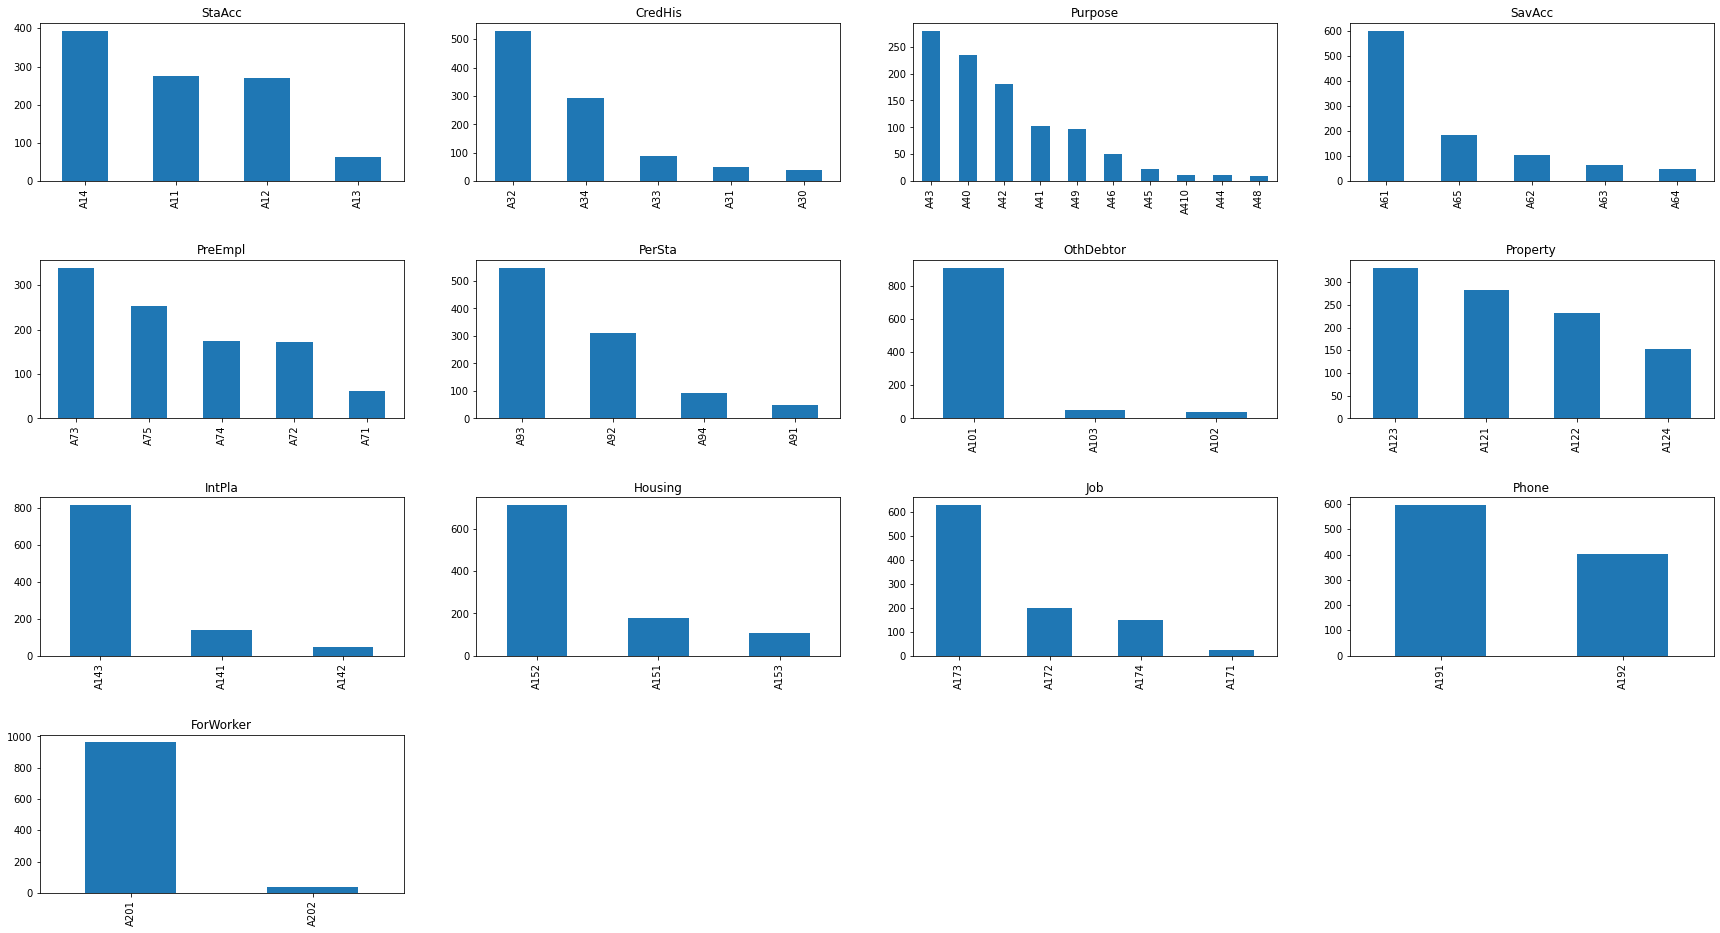 StaAcc
400
300
200
100
0
A14 A11 A12 A13
CredHis
500
400
300
200
100
0
A32 A34 A33 A31 A30
Purpose
250
200
150
100
50
0
A43 A40 A42 A41 A49 A46 A45 A410 A44 A48
SavAcc
600
500
400
300
200
100
0
A61 A65 A62 A63 A64
PreEmpl
300
200
100
0
A73 A75 A74 A72 A71
PerSta
500
400
300
200
100
0
A93 A92 A94 A91
OthDebtor
800
600
400
200
0
A101 A103 A102
Property
300
250
200
150
100
50
0
A123 A121 A122 A124
IntPla
800
600
400
200
0
A143 A141 A142
Housing
600
400
200
0
A152 A151 A153
Job
600
500
400
300
200
100
0
A173 A172 A174 A171
Phone
600
500
400
300
200
100
0
A191 A192
ForWorker
1000
800
600
400
200
0
A201 A202